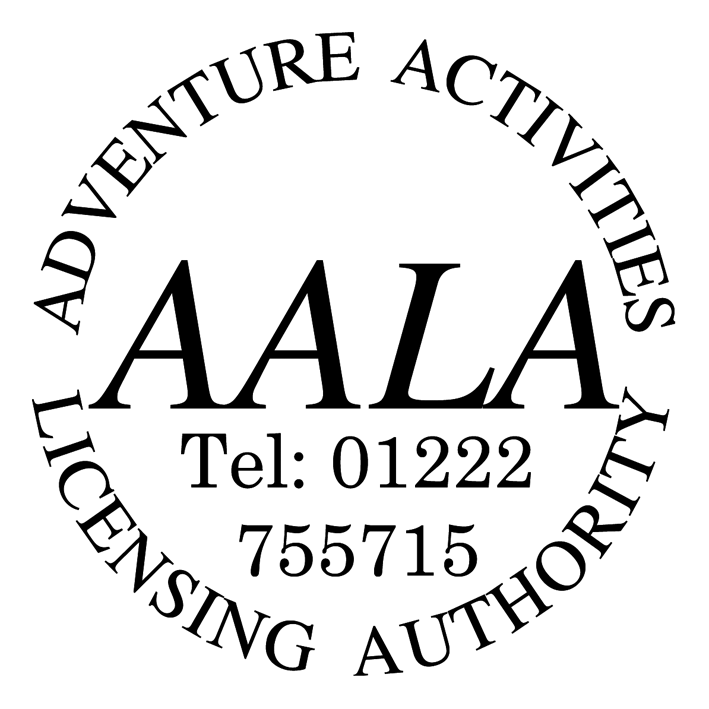 ADVENTURE ACTIVITIES
AALA
Tel: 01222
755715
LICENSING AUTHORITY